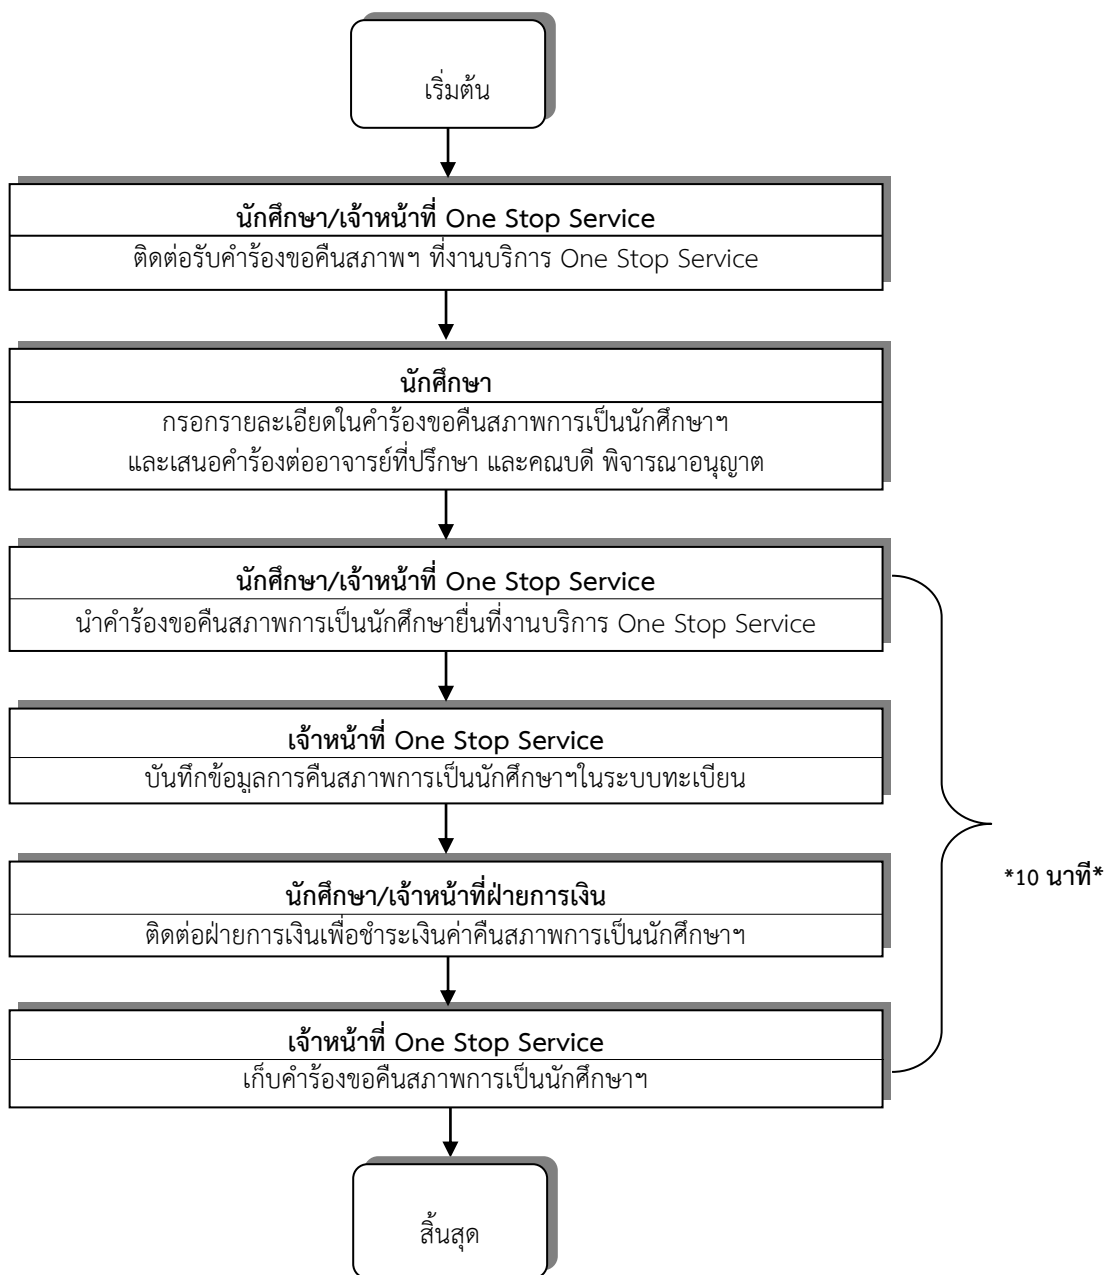 เริ่มต้น
นักศึกษา/เจ้าหน้าที่ One Stop Service
ติดต่อรับคำร้องขอคืนสภาพฯ ที่งานบริการ One Stop Service
นักศึกษา
กรอกรายละเอียดในคำร้องขอคืนสภาพการเป็นนักศึกษาฯ
และเสนอคำร้องต่ออาจารย์ที่ปรึกษา และคณบดี พิจารณาอนุญาต
นักศึกษา/เจ้าหน้าที่ One Stop Service
นำคำร้องขอคืนสภาพการเป็นนักศึกษายื่นที่งานบริการ One Stop Service
เจ้าหน้าที่ One Stop Service
บันทึกข้อมูลการคืนสภาพการเป็นนักศึกษาฯในระบบทะเบียน
*10 นาที*
นักศึกษา/เจ้าหน้าที่ฝ่ายการเงิน
ติดต่อฝ่ายการเงินเพื่อชำระเงินค่าคืนสภาพการเป็นนักศึกษาฯ
เจ้าหน้าที่ One Stop Service
เก็บคำร้องขอคืนสภาพการเป็นนักศึกษาฯ
สิ้นสุด